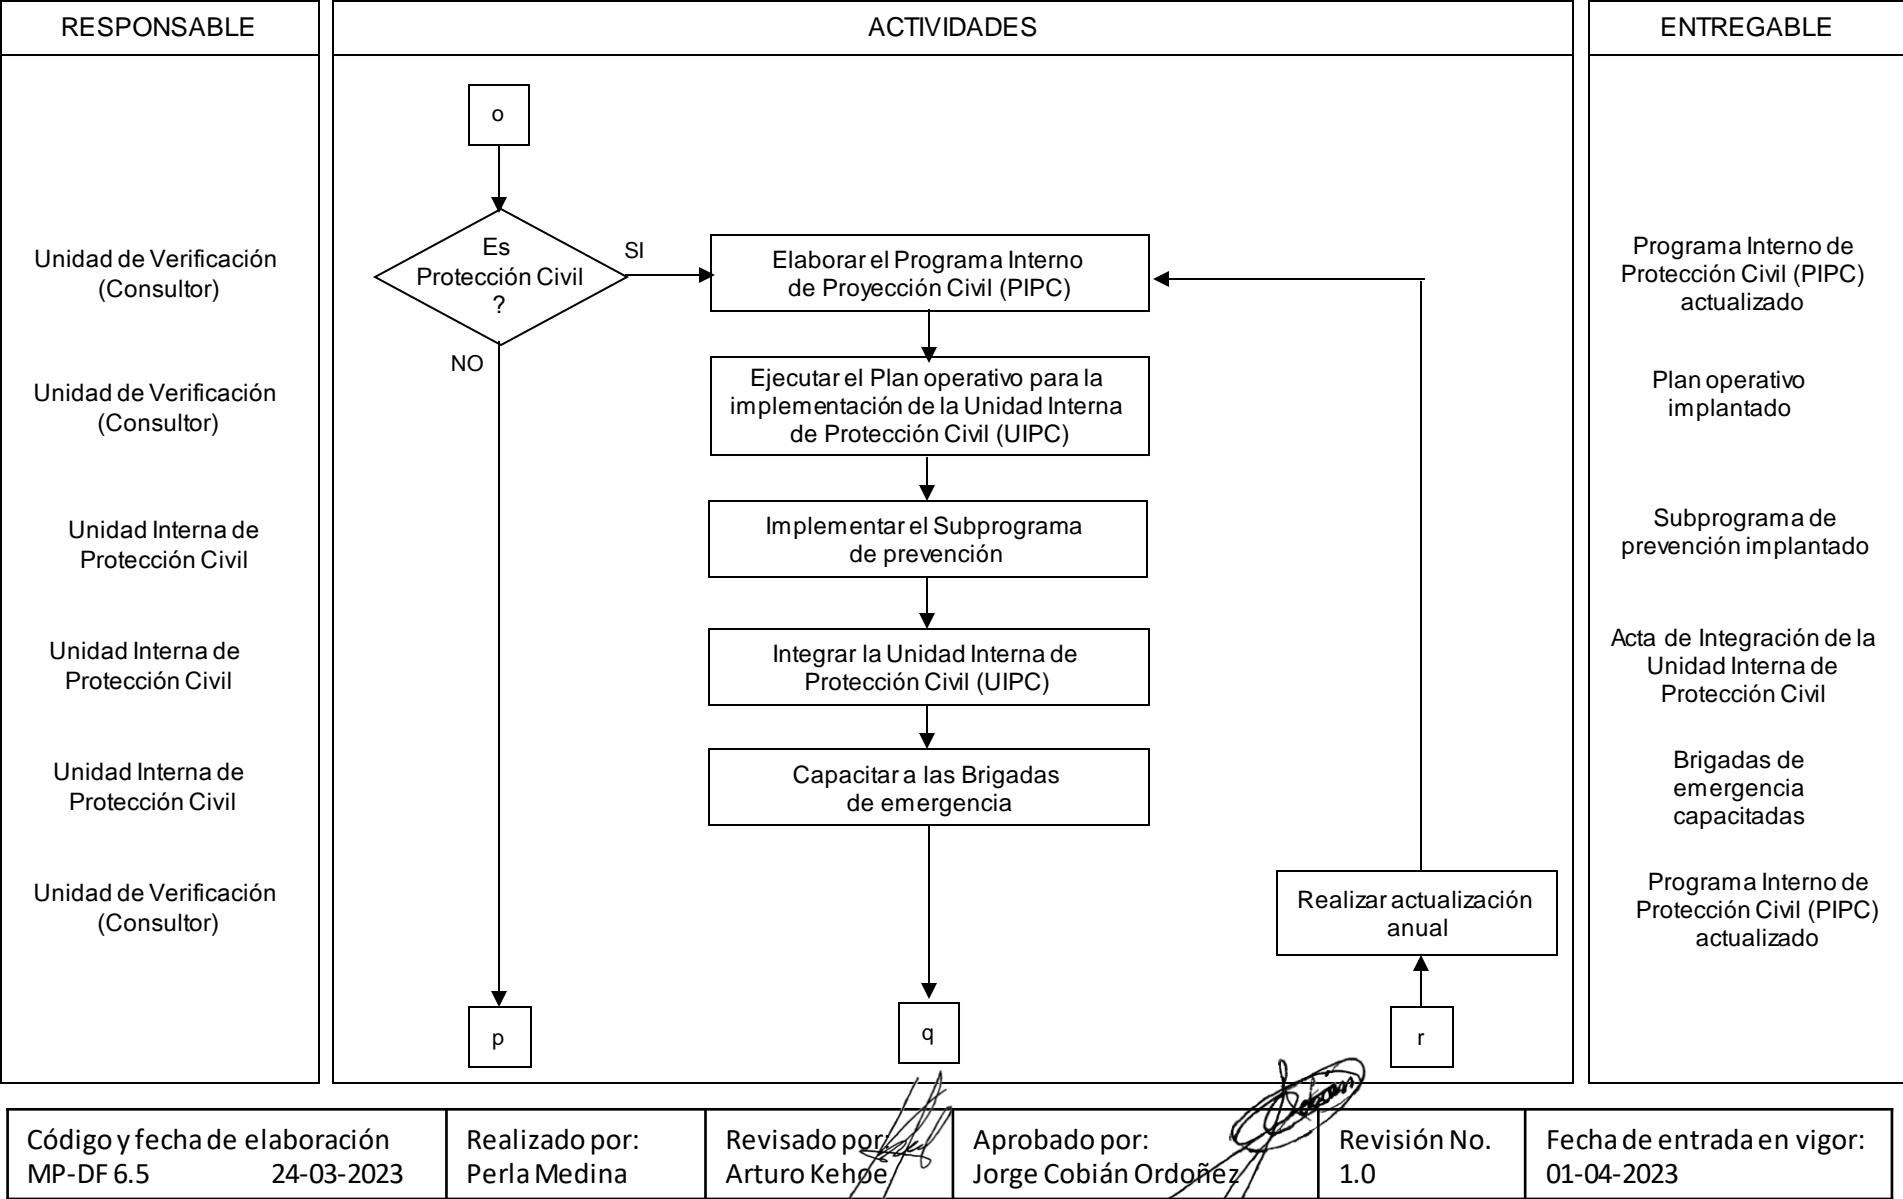 RESPONSABLE
ACTIVIDADES
ENTREGABLE
o
Es
Protección Civil
?
SI
NO
Unidad de Verificación
(Consultor)
Elaborar el Programa Interno
de Proyección Civil (PIPC)
Programa Interno de
Protección Civil (PIPC)
actualizado
Unidad de Verificación
(Consultor)
Ejecutar el Plan operativo para la
implementación de la Unidad Interna
de Protección Civil (UIPC)
Plan operativo
implantado
Unidad Interna de
Protección Civil
Implementar el Subprograma
de prevención
Subprograma de
prevención implantado
Unidad Interna de
Protección Civil
Integrar la Unidad Interna de
Protección Civil (UIPC)
Acta de Integración de la
Unidad Interna de
Protección Civil
Unidad Interna de
Protección Civil
Capacitar a las Brigadas
de emergencia
Brigadas de
emergencia
capacitadas
Unidad de Verificación
(Consultor)
Realizar actualización
anual
Programa Interno de
Protección Civil (PIPC)
actualizado
p
q
r
Código y fecha de elaboración
MP-DF 6.5 24-03-2023
Realizado por:
Perla Medina
Revisado por
Arturo Kehoe
Aprobado por:
Jorge Cobián Ordoñez
Revisión No.
1.0
Fecha de entrada en vigor:
01-04-2023